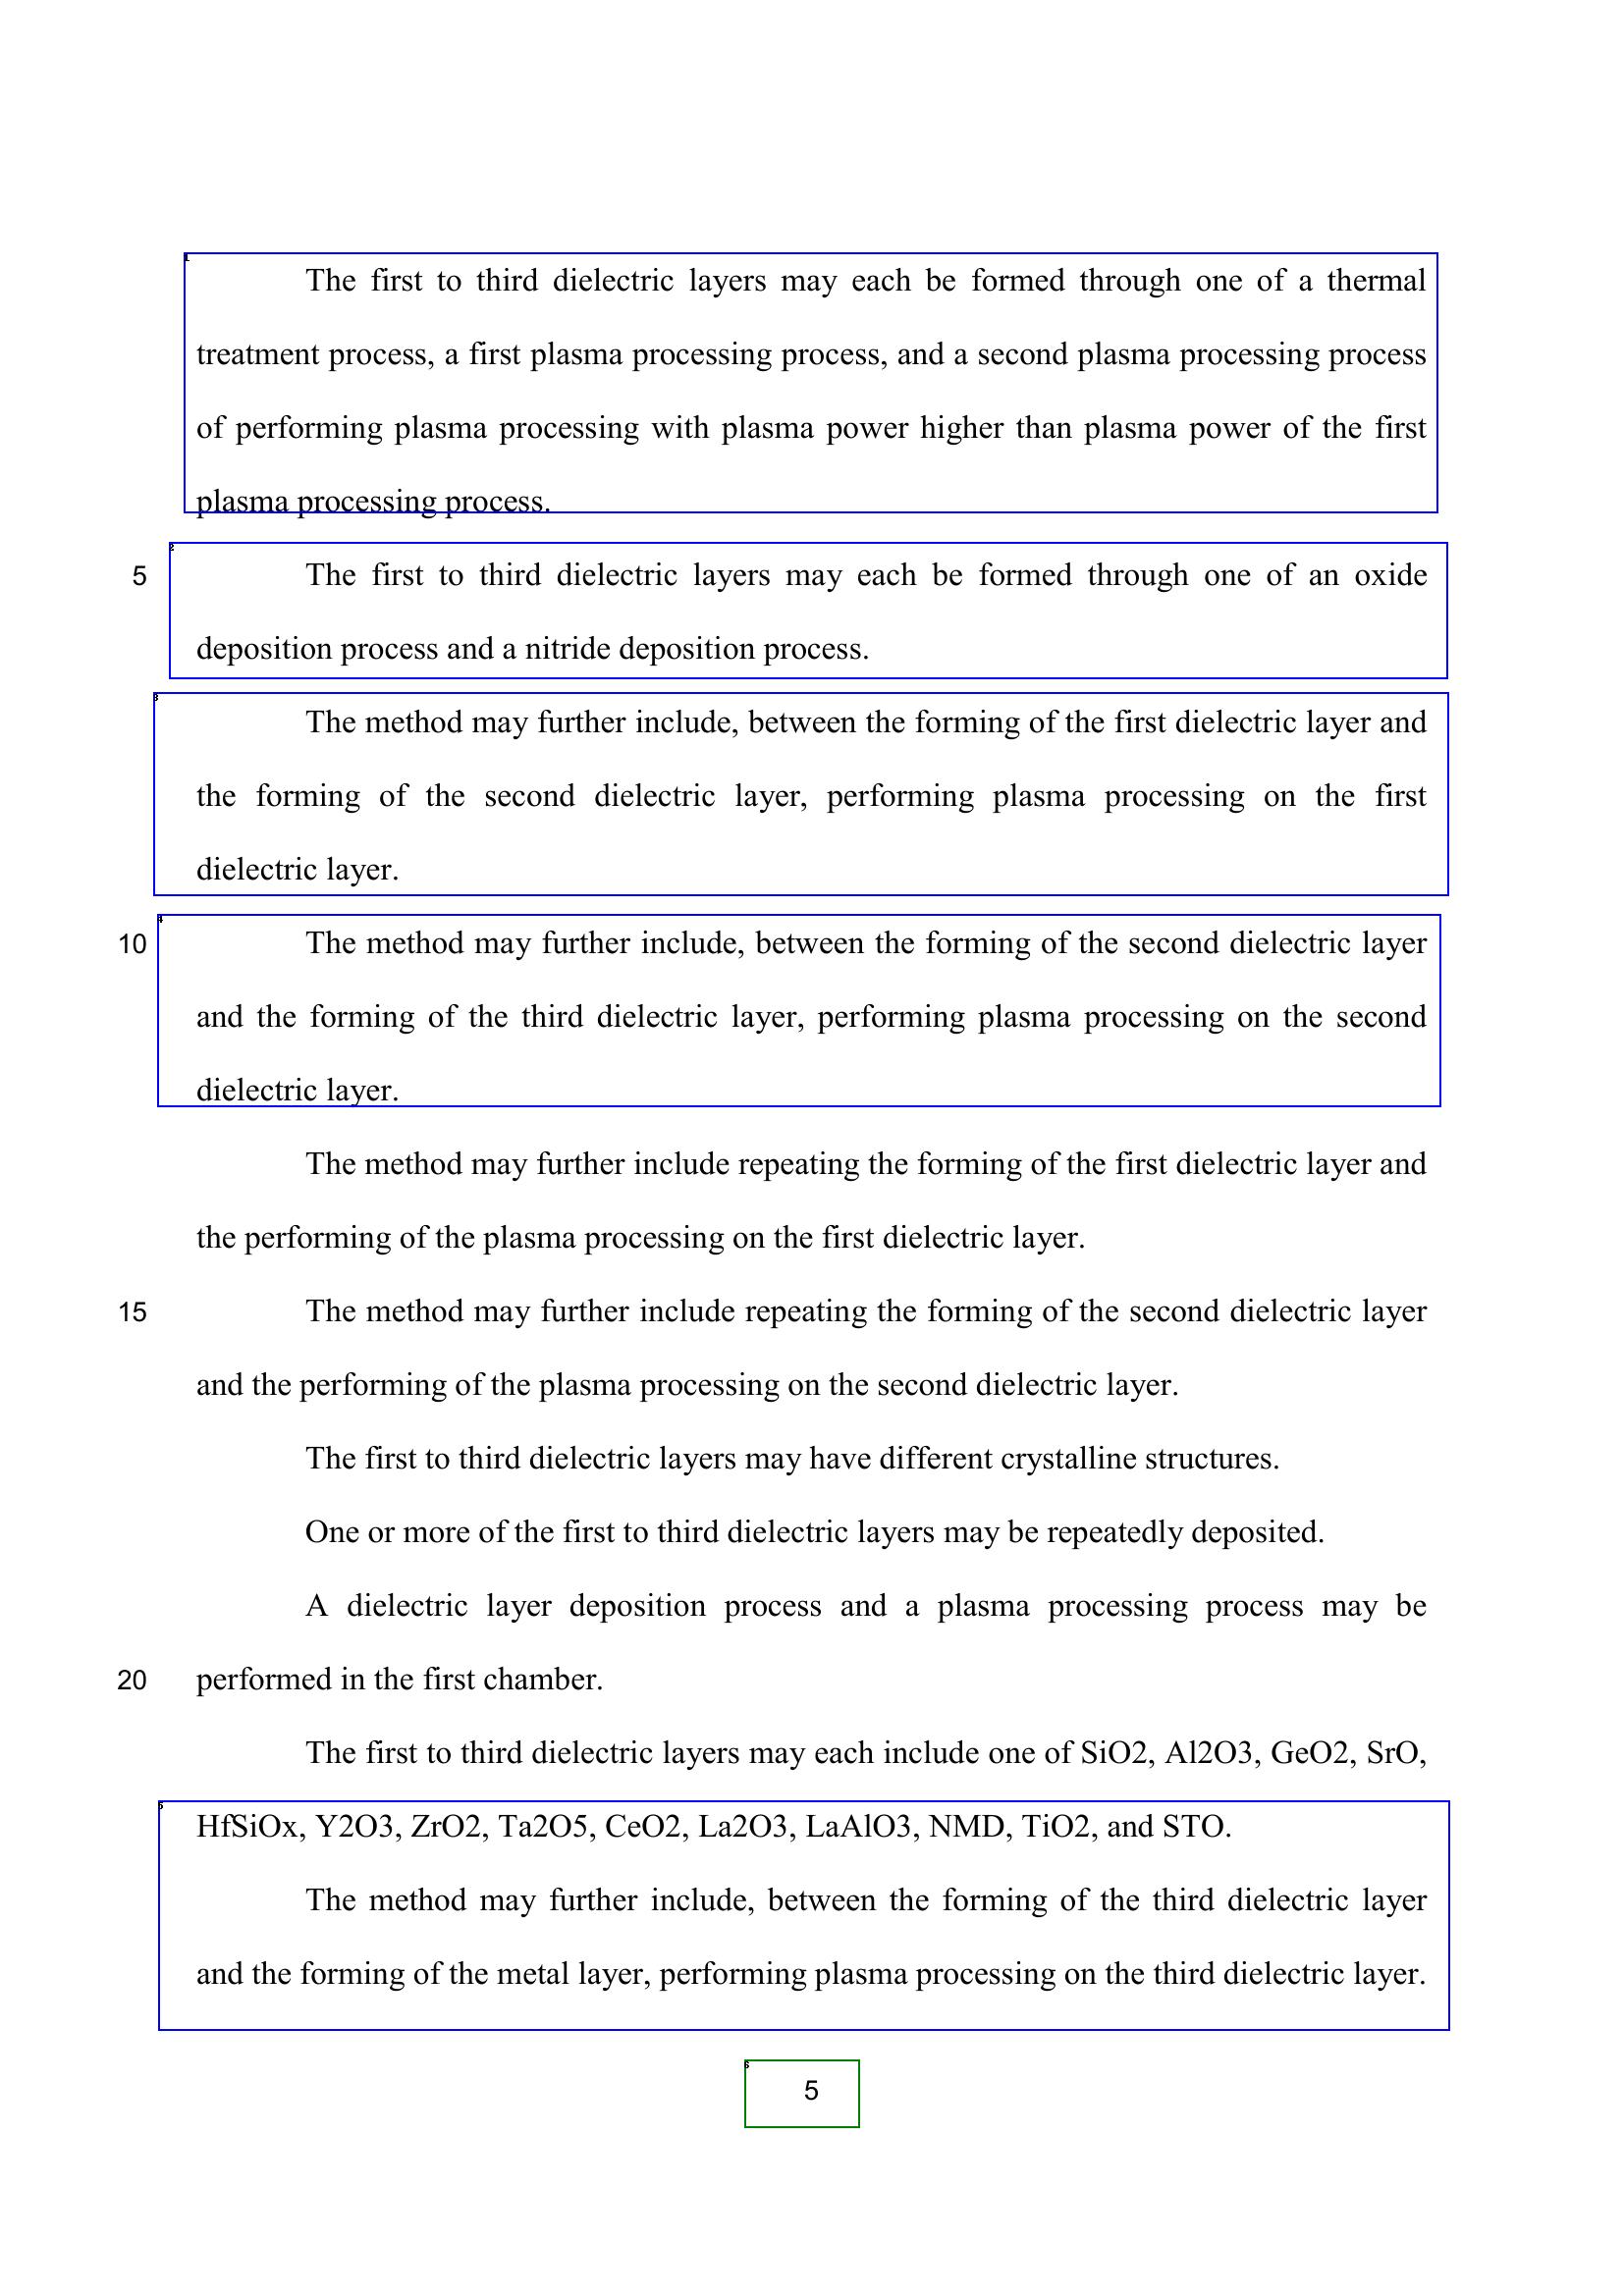 The first to third dielectric layers may each be formed through one of a thermal
treatment process, a first plasma processing process, and a second plasma processing process
of performing plasma processing with plasma power higher than plasma power of the first
plasma processing process.
5 The first to third dielectric layers may each be formed through one of an oxide
deposition process and a nitride deposition process.
The method may further include, between the forming of the first dielectric layer and
the forming of the second dielectric layer, performing plasma processing on the first
dielectric layer.
10 The method may further include, between the forming of the second dielectric layer
and the forming of the third dielectric layer, performing plasma processing on the second
dielectric layer.
The method may further include repeating the forming of the first dielectric layer and
the performing of the plasma processing on the first dielectric layer.
15 The method may further include repeating the forming of the second dielectric layer
and the performing of the plasma processing on the second dielectric layer.
The first to third dielectric layers may have different crystalline structures.
One or more of the first to third dielectric layers may be repeatedly deposited.
A dielectric layer deposition process and a plasma processing process may be
20 performed in the first chamber.
The first to third dielectric layers may each include one of SiO2, Al2O3, GeO2, SrO,
HfSiOx, Y2O3, ZrO2, Ta2O5, CeO2, La2O3, LaAlO3, NMD, TiO2, and STO.
The method may further include, between the forming of the third dielectric layer
and the forming of the metal layer, performing plasma processing on the third dielectric layer.
5